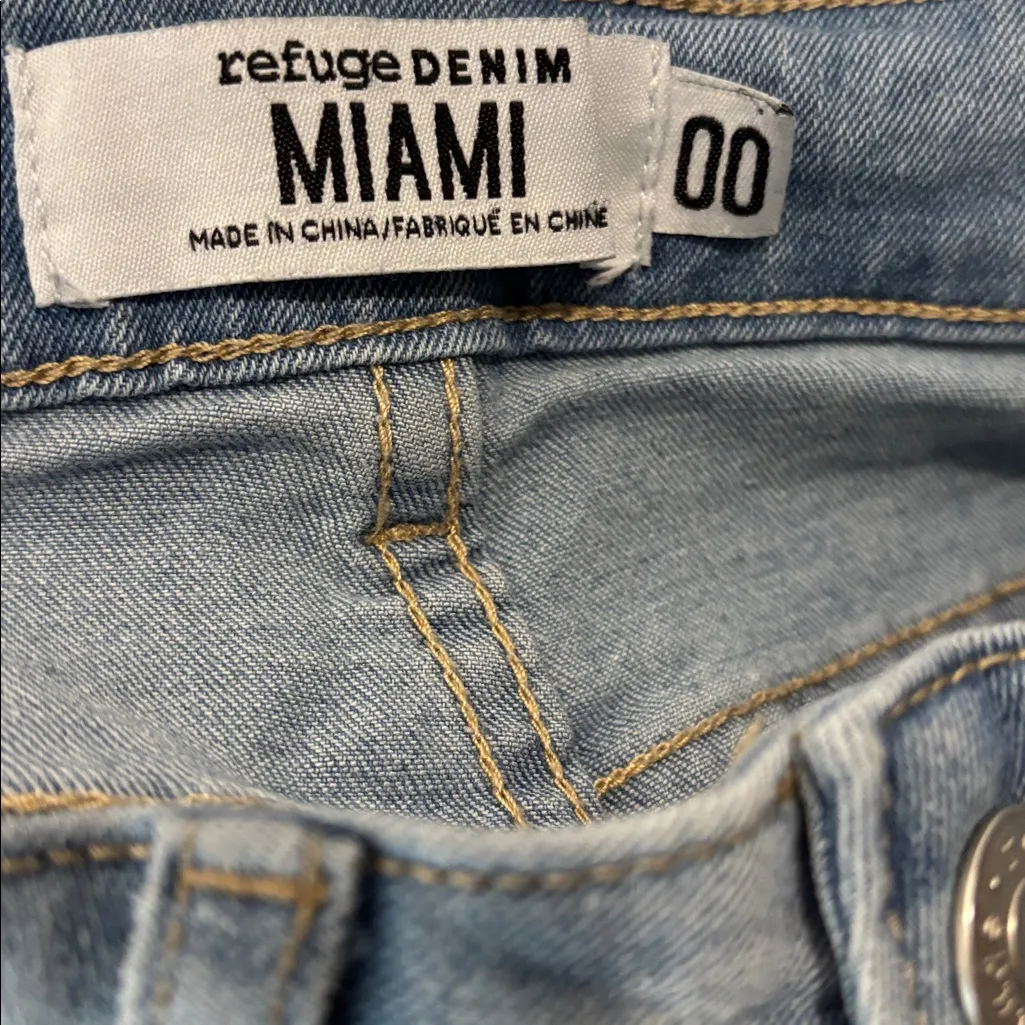 refuge DENIM
MIAMI
MADE IN CHINA/FABRIQUÉ EN CHINE
00